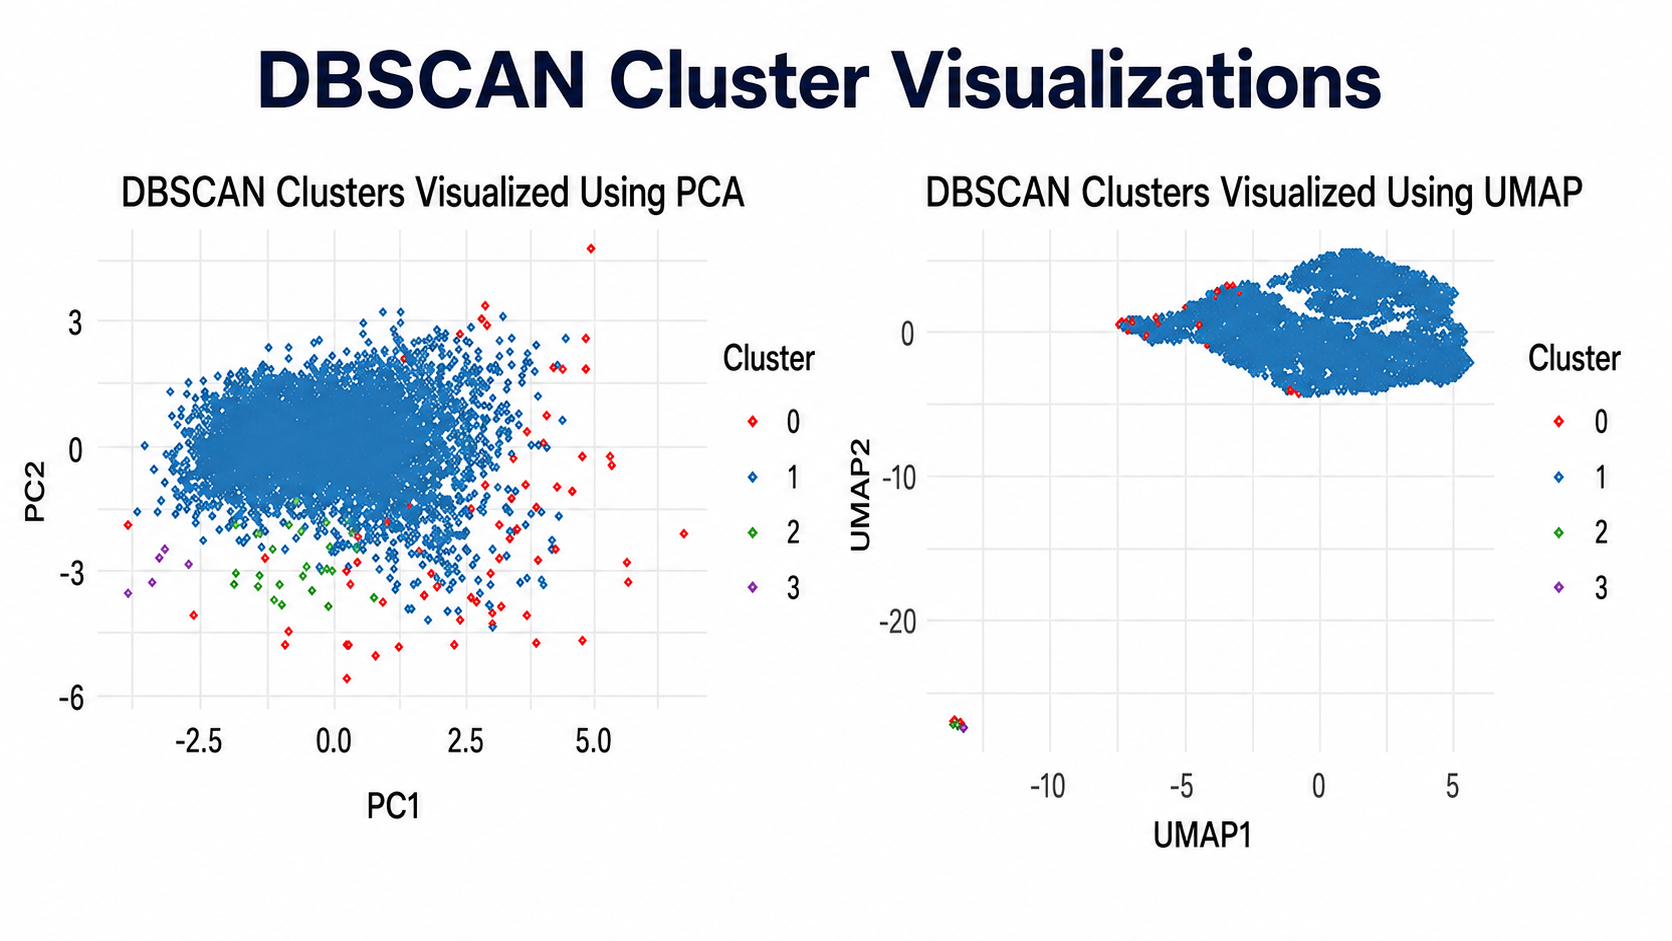 DBSCAN Cluster Visualizations
DBSCAN Clusters Visualized Using PCA
3
0
-3
-6
PC2
-2.5 0.0 2.5 5.0
PC1
Cluster
0
1
2
3
DBSCAN Clusters Visualized Using UMAP
0
-10
-20
UMAP2
-10 -5 0 5
UMAP1
Cluster
0
1
2
3